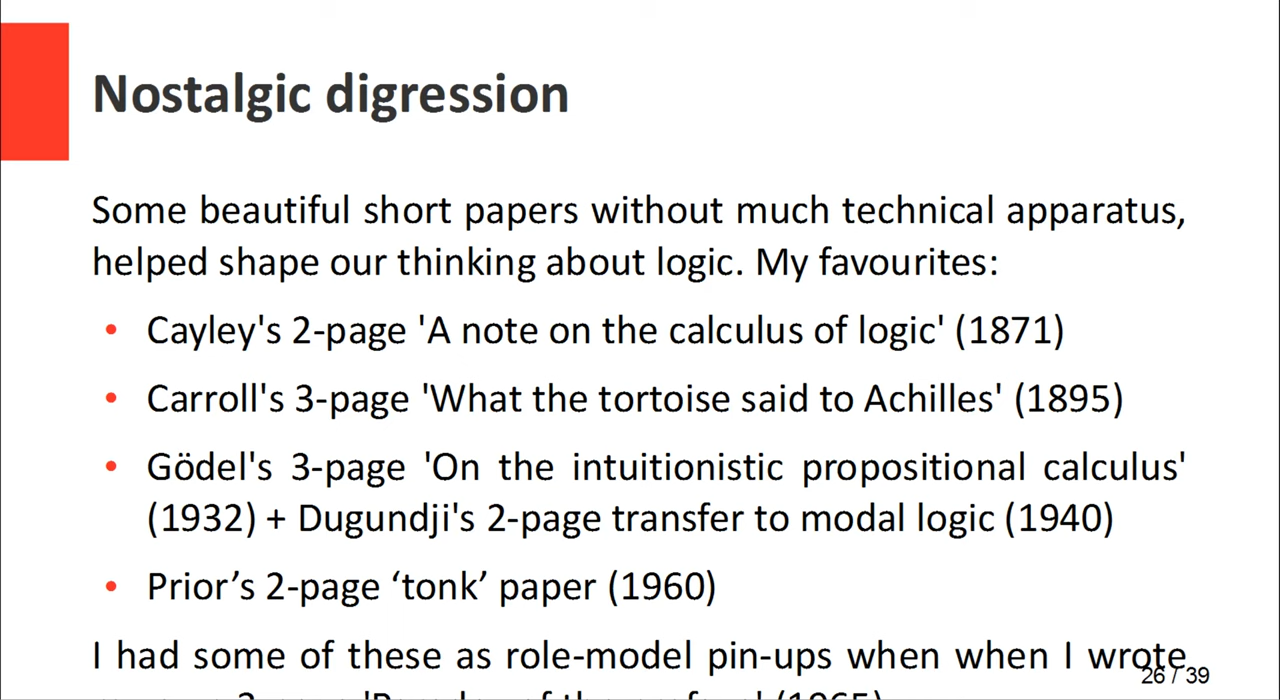 Nostalgic digression
Some beautiful short papers without much technical apparatus,
helped shape our thinking about logic. My favourites:
• Cayley's 2-page 'A note on the calculus of logic' (1871)
• Carroll's 3-page 'What the tortoise said to Achilles' (1895)
• Gödel's 3-page 'On the intuitionistic propositional calculus'
(1932) + Dugundji's 2-page transfer to modal logic (1940)
• Prior’s 2-page ‘tonk’ paper (1960)
I had some of these as role-model pin-ups when when I wrote
26 / 39